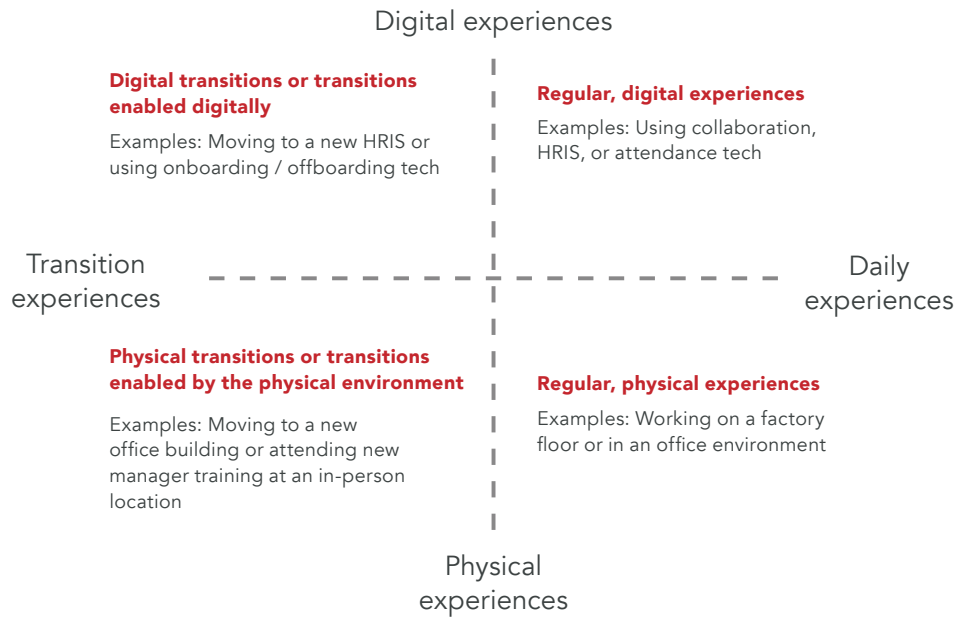 Digital experiences
Digital transitions or transitions
enabled digitally
Examples: Moving to a new HRIS or
using onboarding / offboarding tech
Regular, digital experiences
Examples: Using collaboration,
HRIS, or attendance tech
Transition
experiences
Daily
experiences
Physical transitions or transitions
enabled by the physical environment
Examples: Moving to a new
office building or attending new
manager training at an in-person
location
Regular, physical experiences
Examples: Working on a factory
floor or in an office environment
Physical
experiences